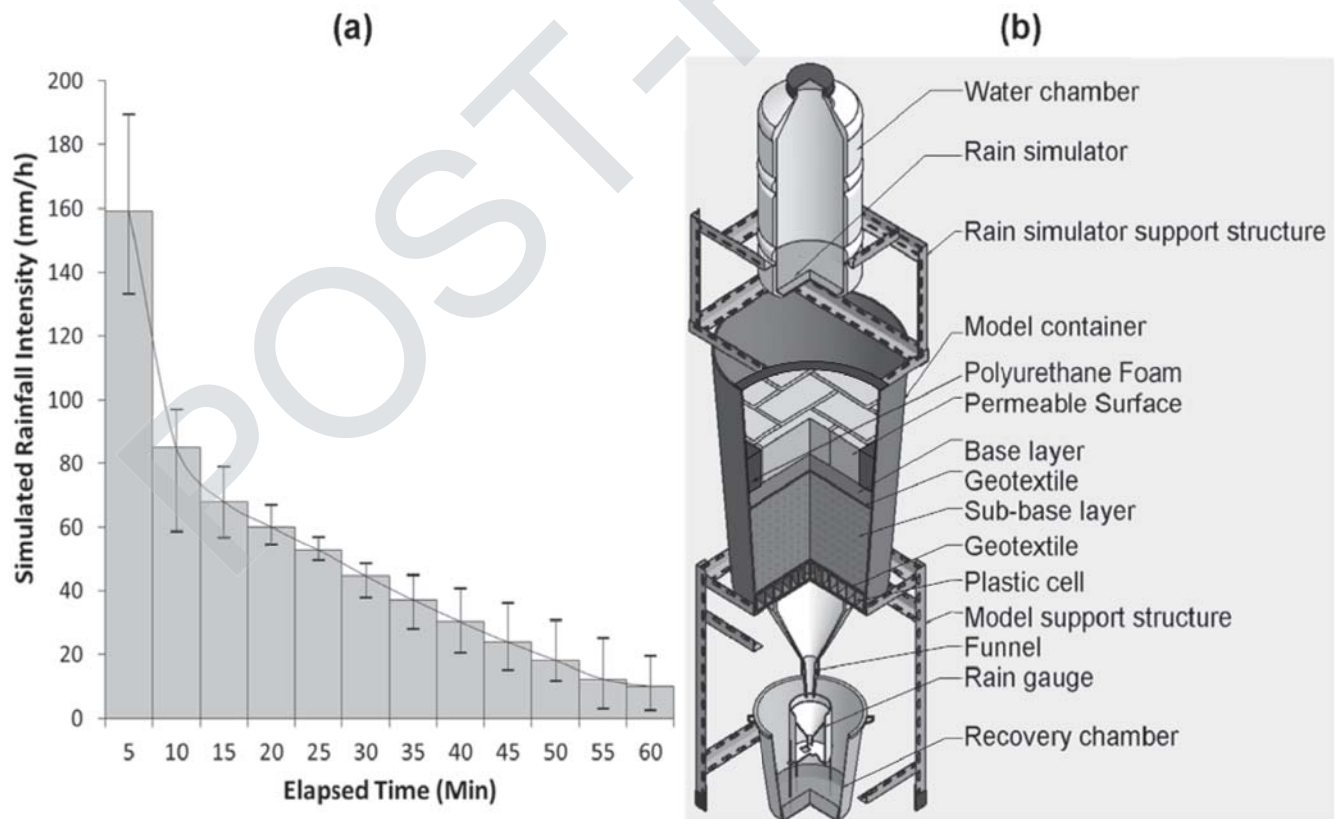 (a)
(b)
200
180
160
140
120
100
80
60
40
20
0
Simulated Rainfall Intensity (mm/h)
5 10 15 20 25 30 35 40 45 50 55 60
Elapsed Time (Min)
Water chamber
Rain simulator
Rain simulator support structure
Model container
Polyurethane Foam
Permeable Surface
Base layer
Geotextile
Sub-base layer
Geotextile
Plastic cell
Model support structure
Funnel
Rain gauge
Recovery chamber
POST-